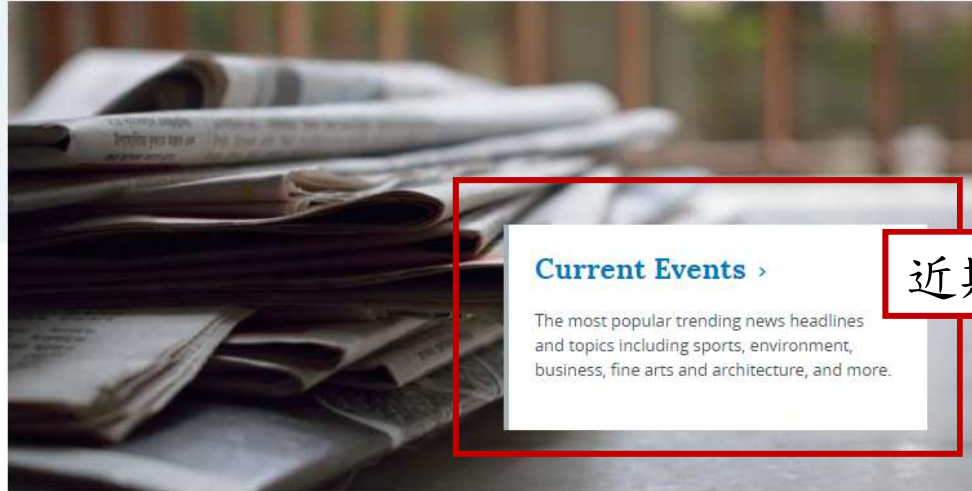 Current Events ›
近
The most popular trending news headlines
and topics including sports, environment,
business, fine arts and architecture, and more.